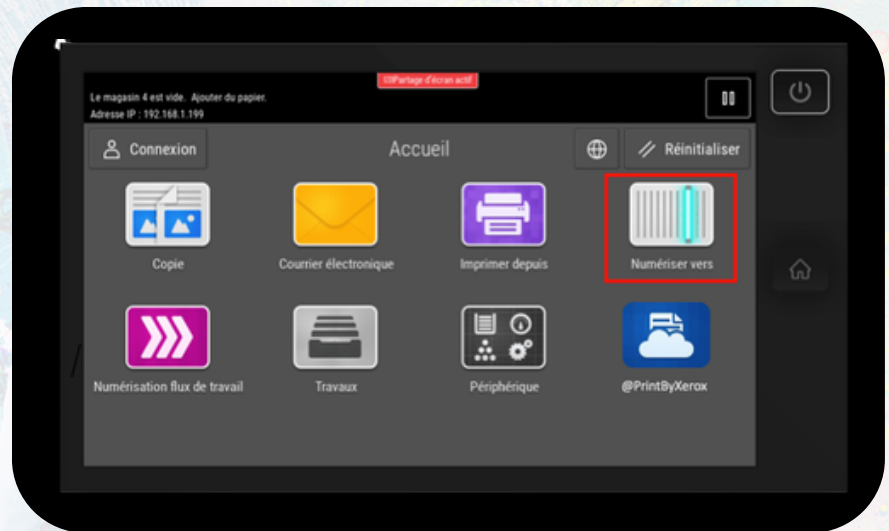 Partage d'écran actif
Le magasin 4 est vide. Ajouter du papier.
Adresse IP : 192.168.1.199
Connexion
Accueil
Réinitialiser
Copie
Courrier électronique
Imprimer depuis
Numériser vers
Numérisation flux de travail
Travaux
Périphérique
@PrintByXerox